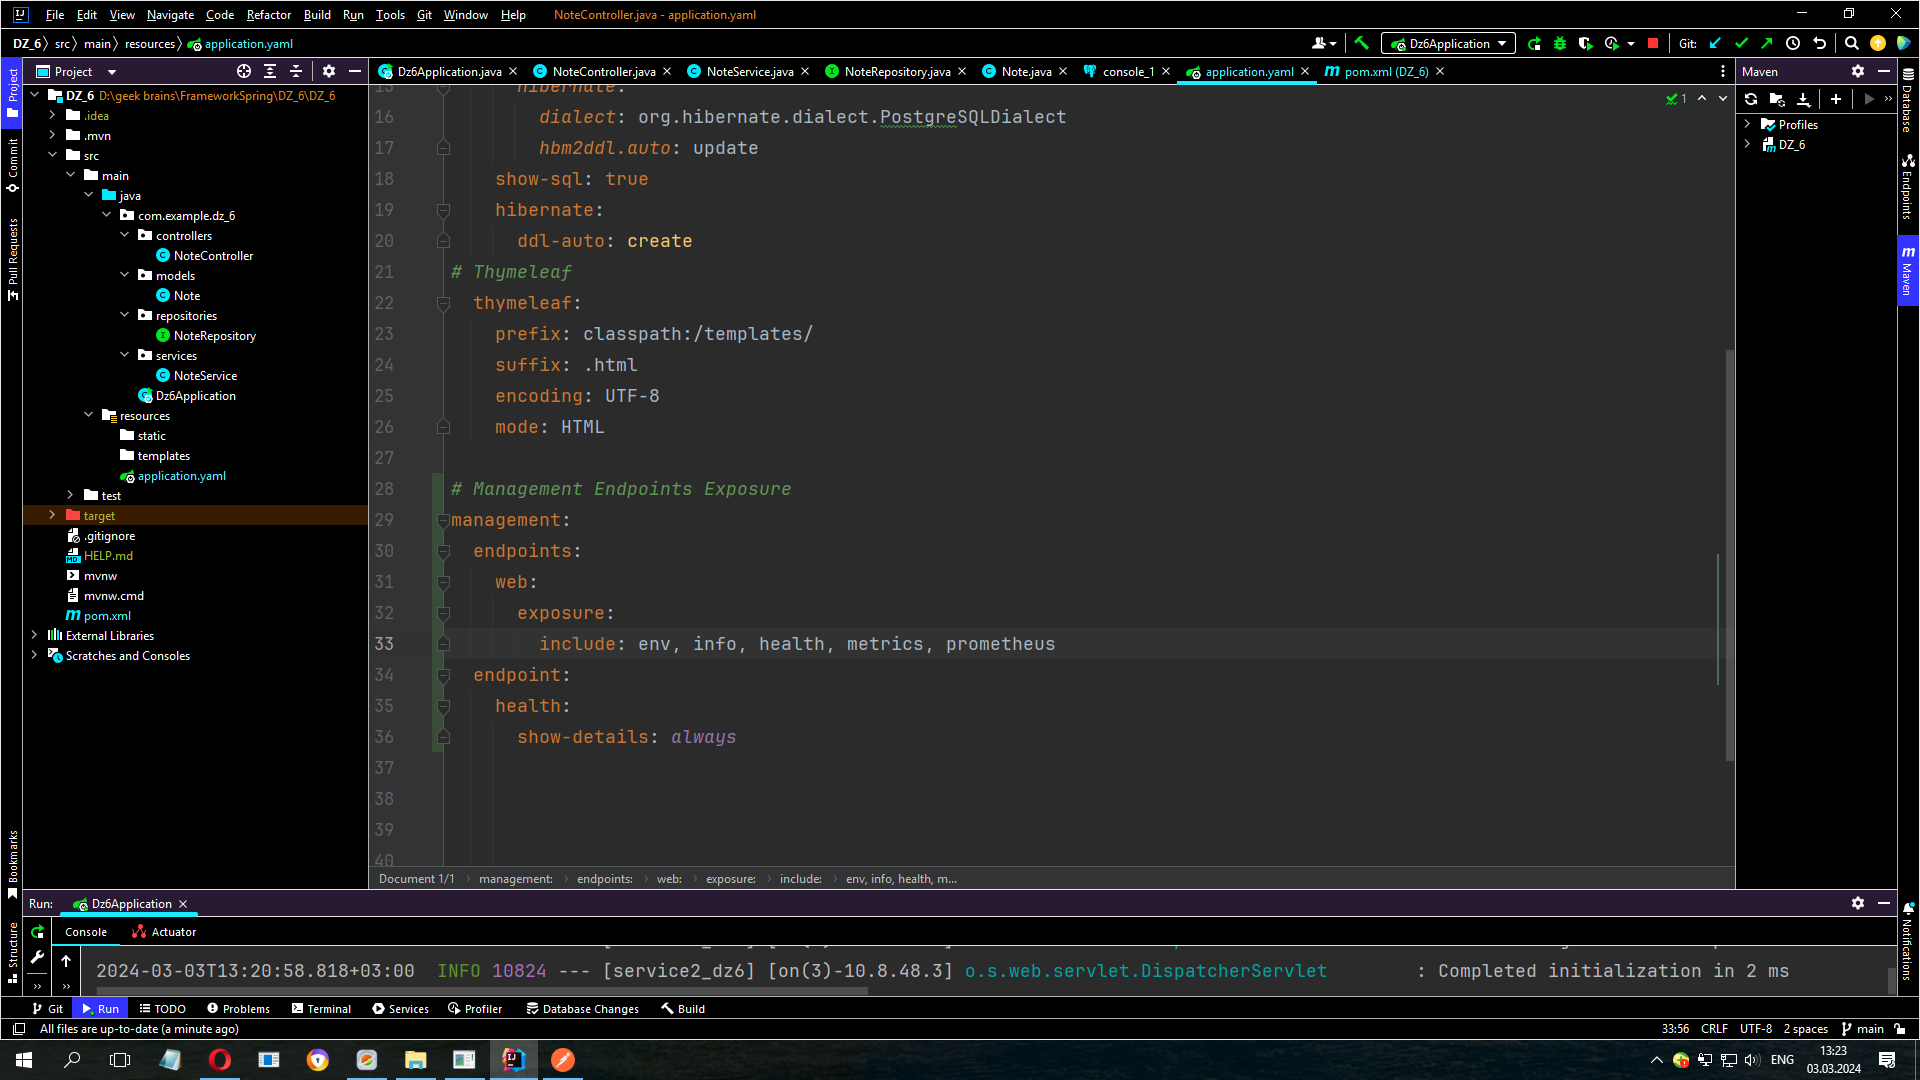 File Edit View Navigate Code Refactor Build Run Tools Git Window Help NoteController.java - application.yaml
DZ_6 src main resources application.yaml Dz6Application Git:
Project Dz6Application.java NoteController.java NoteService.java NoteRepository.java Note.java console_1 application.yaml pom.xml (DZ_6) Maven
Project
Commit
Pull Requests
Bookmarks
Structure
DZ_6 D:\geek brains\FrameworkSpring\DZ_6\DZ_6
.idea
.mvn
src
main
java
com.example.dz_6
controllers
NoteController
models
Note
repositories
NoteRepository
services
NoteService
Dz6Application
resources
static
templates
application.yaml
test
target
.gitignore
HELP.md
mvnw
mvnw.cmd
pom.xml
External Libraries
Scratches and Consoles
1
15 hibernate:
16 dialect: org.hibernate.dialect.PostgreSQLDialect
17 hbm2ddl.auto: update
18 show-sql: true
19 hibernate:
20 ddl-auto: create
21 # Thymeleaf
22 thymeleaf:
23 prefix: classpath:/templates/
24 suffix: .html
25 encoding: UTF-8
26 mode: HTML
27
28 # Management Endpoints Exposure
29 management:
30 endpoints:
31 web:
32 exposure:
33 include: env, info, health, metrics, prometheus
34 endpoint:
35 health:
36 show-details: always
37
38
39
40
Document 1/1 management: endpoints: web: exposure: include: env, info, health, m...
Profiles
DZ_6
Database
Endpoints
Maven
Notifications
Run: Dz6Application
Console Actuator
2024-03-03T13:20:58.818+03:00 INFO 10824 --- [service2_dz6] [on(3)-10.8.48.3] o.s.web.servlet.DispatcherServlet : Completed initialization in 2 ms
Git Run TODO Problems Terminal Services Profiler Database Changes Build
All files are up-to-date (a minute ago) 33:56 CRLF UTF-8 2 spaces main
ENG 13:23
03.03.2024